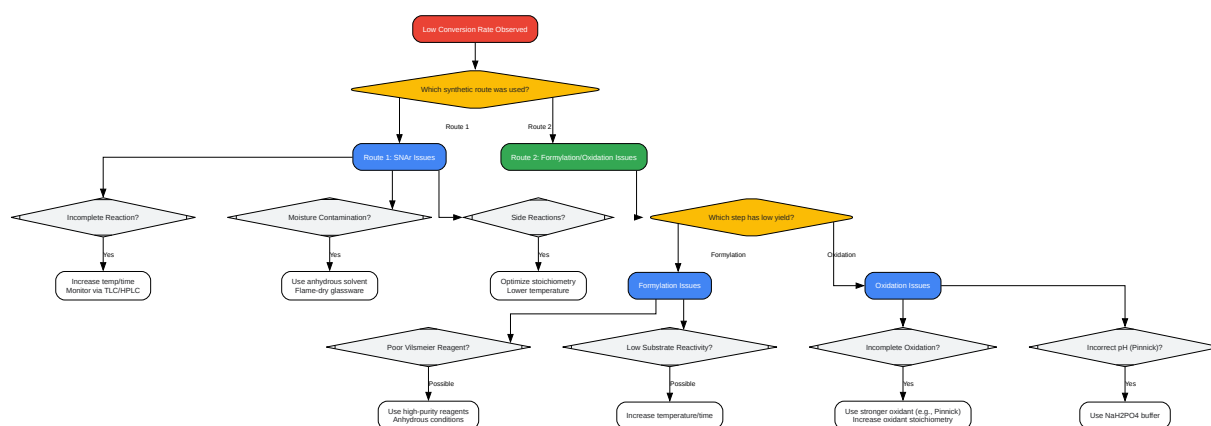 Low Conversion Rate Observed
Which synthetic route was used?
Route 1
Route 2
Route 1: SNAr Issues
Route 2: Formylation/Oxidation Issues
Incomplete Reaction?
Moisture Contamination?
Side Reactions?
Which step has low yield?
Yes
Yes
Yes
Formylation
Oxidation
Increase temp/time
Monitor via TLC/HPLC
Use anhydrous solvent
Flame-dry glassware
Optimize stoichiometry
Lower temperature
Formylation Issues
Oxidation Issues
Poor Vilsmeier Reagent?
Low Substrate Reactivity?
Incomplete Oxidation?
Incorrect pH (Pinnick)?
Possible
Possible
Yes
Yes
Use high-purity reagents
Anhydrous conditions
Increase temperature/time
Use stronger oxidant (e.g., Pinnick)
Increase oxidant stoichiometry
Use NaH2PO4 buffer